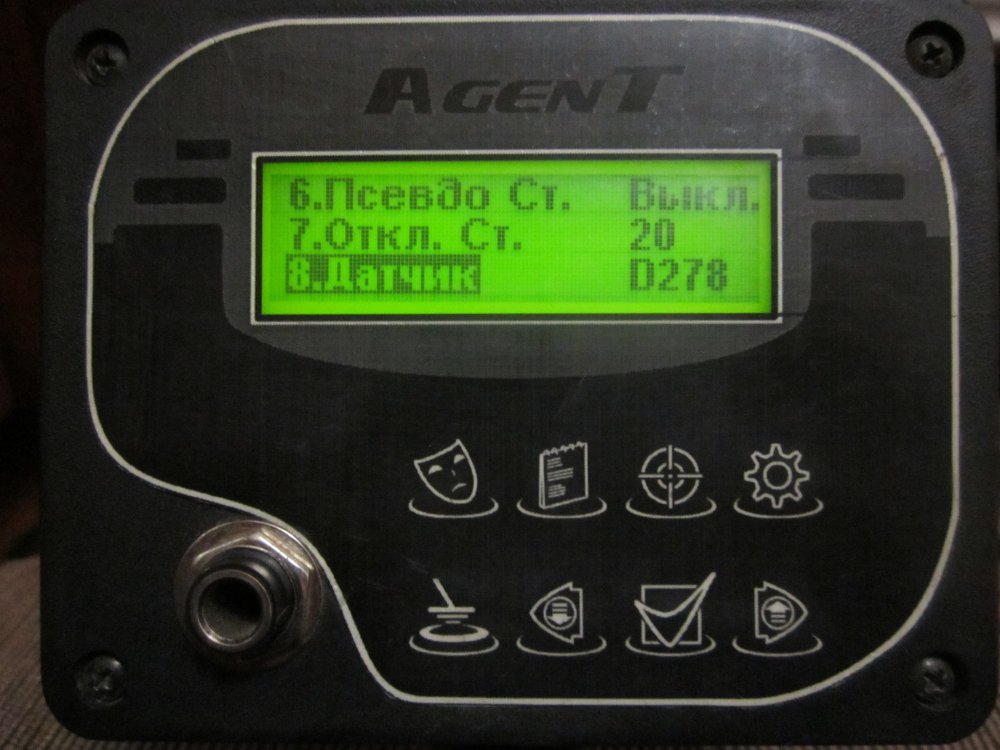 AGENT
6.Псевдо Ст. Выкл.
7.Откл. Ст. 20
8.Датчик D278